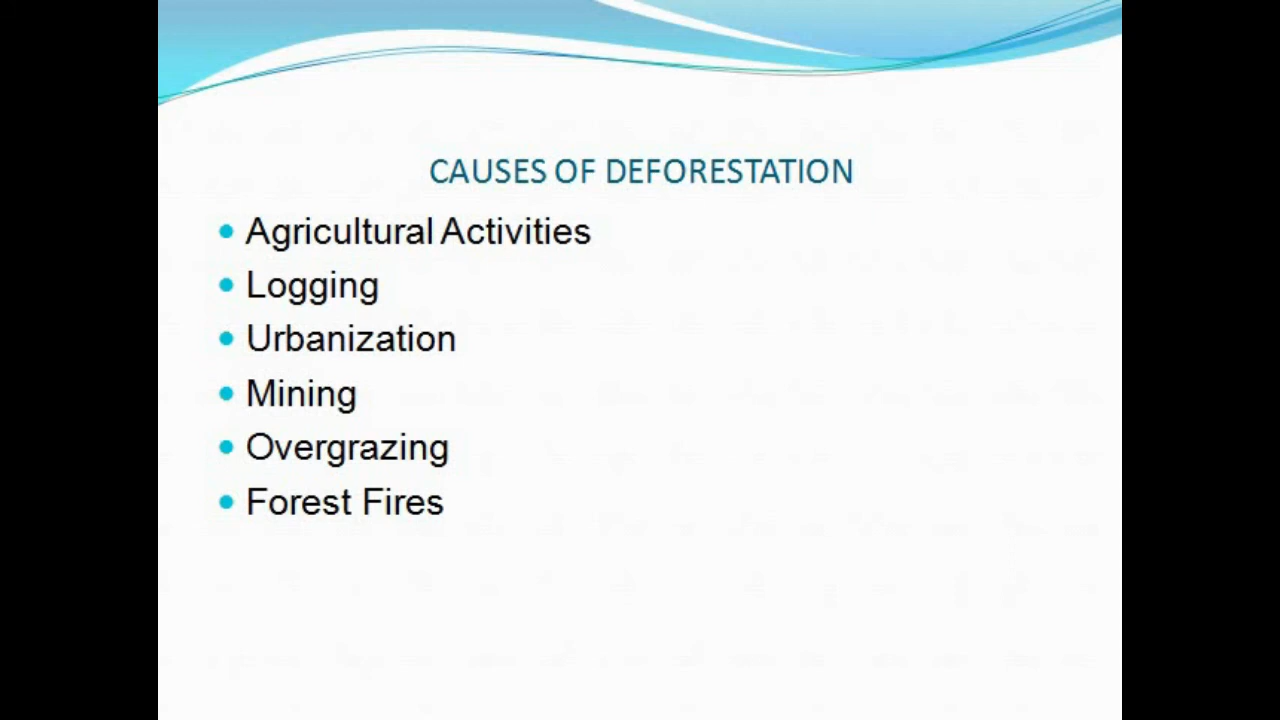 CAUSES OF DEFORESTATION
Agricultural Activities
Logging
Urbanization
Mining
Overgrazing
Forest Fires